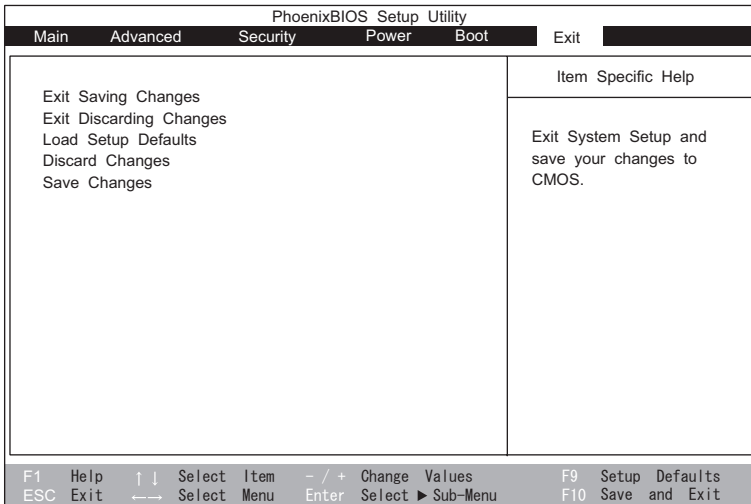 PhoenixBIOS Setup Utility
Main Advanced Security Power Boot Exit
Item Specific Help
Exit Saving Changes
Exit Discarding Changes
Load Setup Defaults
Discard Changes
Save Changes
Exit System Setup and
save your changes to
CMOS.
F1 Help ↑↓ Select Item -/+ Change Values F9 Setup Defaults
ESC Exit ←→ Select Menu Enter Select ▶ Sub-Menu F10 Save and Exit